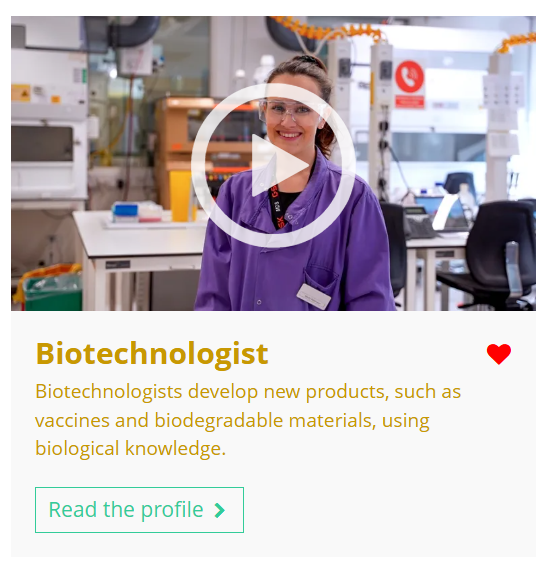 Biotechnologist
Biotechnologists develop new products, such as
vaccines and biodegradable materials, using
biological knowledge.
Read the profile